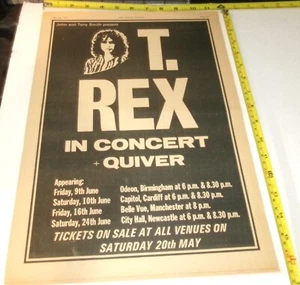 John and Tony Smith present
T.
REX
IN CONCERT
+ QUIVER
Appearing:
Friday, 9th June Odeon, Birmingham at 6 p.m. & 8.30 p.m.
Saturday, 10th June Capitol, Cardiff at 6 p.m. & 8.30 p.m.
Friday, 16th June Belle Vue, Manchester at 8 p.m.
Saturday, 24th June City Hall, Newcastle at 6 p.m. & 8.30 p.m.
TICKETS ON SALE AT ALL VENUES ON
SATURDAY 20th MAY